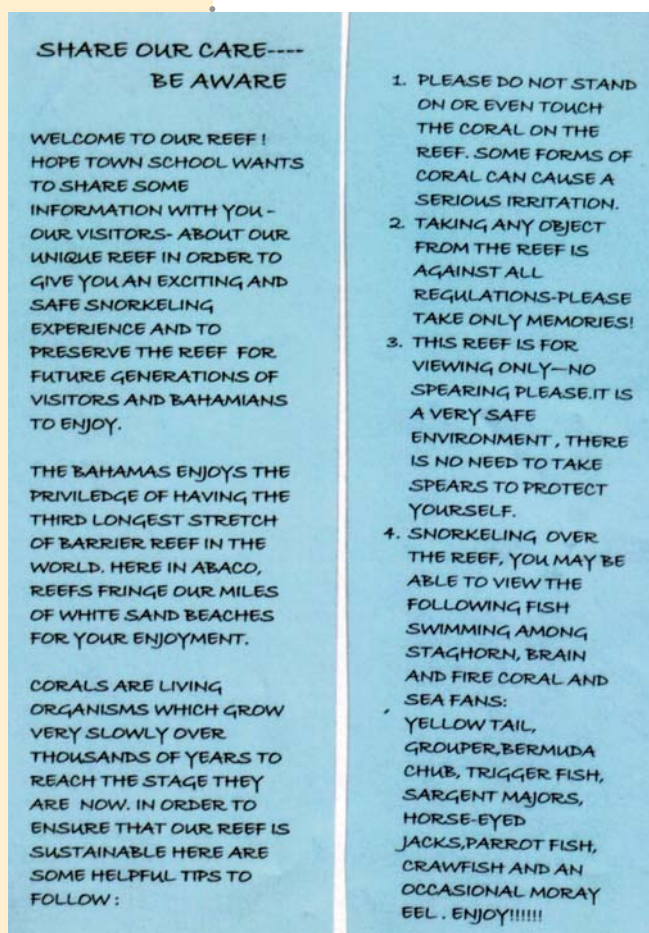 SHARE OUR CARE----
BE AWARE
WELCOME TO OUR REEF !
HOPE TOWN SCHOOL WANTS
TO SHARE SOME
INFORMATION WITH YOU -
OUR VISITORS- ABOUT OUR
UNIQUE REEF IN ORDER TO
GIVE YOU AN EXCITING AND
SAFE SNORKELING
EXPERIENCE AND TO
PRESERVE THE REEF FOR
FUTURE GENERATIONS OF
VISITORS AND BAHAMIANS
TO ENJOY.
THE BAHAMAS ENJOYS THE
PRIVILEDGE OF HAVING THE
THIRD LONGEST STRETCH
OF BARRIER REEF IN THE
WORLD. HERE IN ABACO,
REEFS FRINGE OUR MILES
OF WHITE SAND BEACHES
FOR YOUR ENJOYMENT.
CORALS ARE LIVING
ORGANISMS WHICH GROW
VERY SLOWLY OVER
THOUSANDS OF YEARS TO
REACH THE STAGE THEY
ARE NOW. IN ORDER TO
ENSURE THAT OUR REEF IS
SUSTAINABLE HERE ARE
SOME HELPFUL TIPS TO
FOLLOW :
1. PLEASE DO NOT STAND
ON OR EVEN TOUCH
THE CORAL ON THE
REEF. SOME FORMS OF
CORAL CAN CAUSE A
SERIOUS IRRITATION.
2. TAKING ANY OBJECT
FROM THE REEF IS
AGAINST ALL
REGULATIONS-PLEASE
TAKE ONLY MEMORIES!
3. THIS REEF IS FOR
VIEWING ONLY—NO
SPEARING PLEASE.IT IS
A VERY SAFE
ENVIRONMENT , THERE
IS NO NEED TO TAKE
SPEARS TO PROTECT
YOURSELF.
4. SNORKELING OVER
THE REEF, YOU MAY BE
ABLE TO VIEW THE
FOLLOWING FISH
SWIMMING AMONG
STAGHORN, BRAIN
AND FIRE CORAL AND
SEA FANS:
YELLOW TAIL,
GROUPER,BERMUDA
CHUB, TRIGGER FISH,
SARGENT MAJORS,
HORSE-EYED
JACKS,PARROT FISH,
CRAWFISH AND AN
OCCASIONAL MORAY
EEL . ENJOY!!!!!!